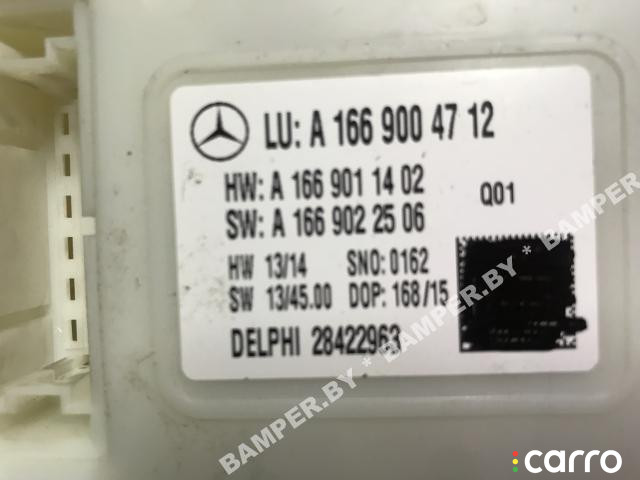 LU: A 166 900 47 12
HW: A 166 901 14 02
Q01
SW: A 166 902 25 06
HW 13/14 SNO: 0162
SW 13/45.00 DOP: 168/15
DELPHI 28422963
BAMPER.BY * BAMPER.BY * BAMPER.BY
carro